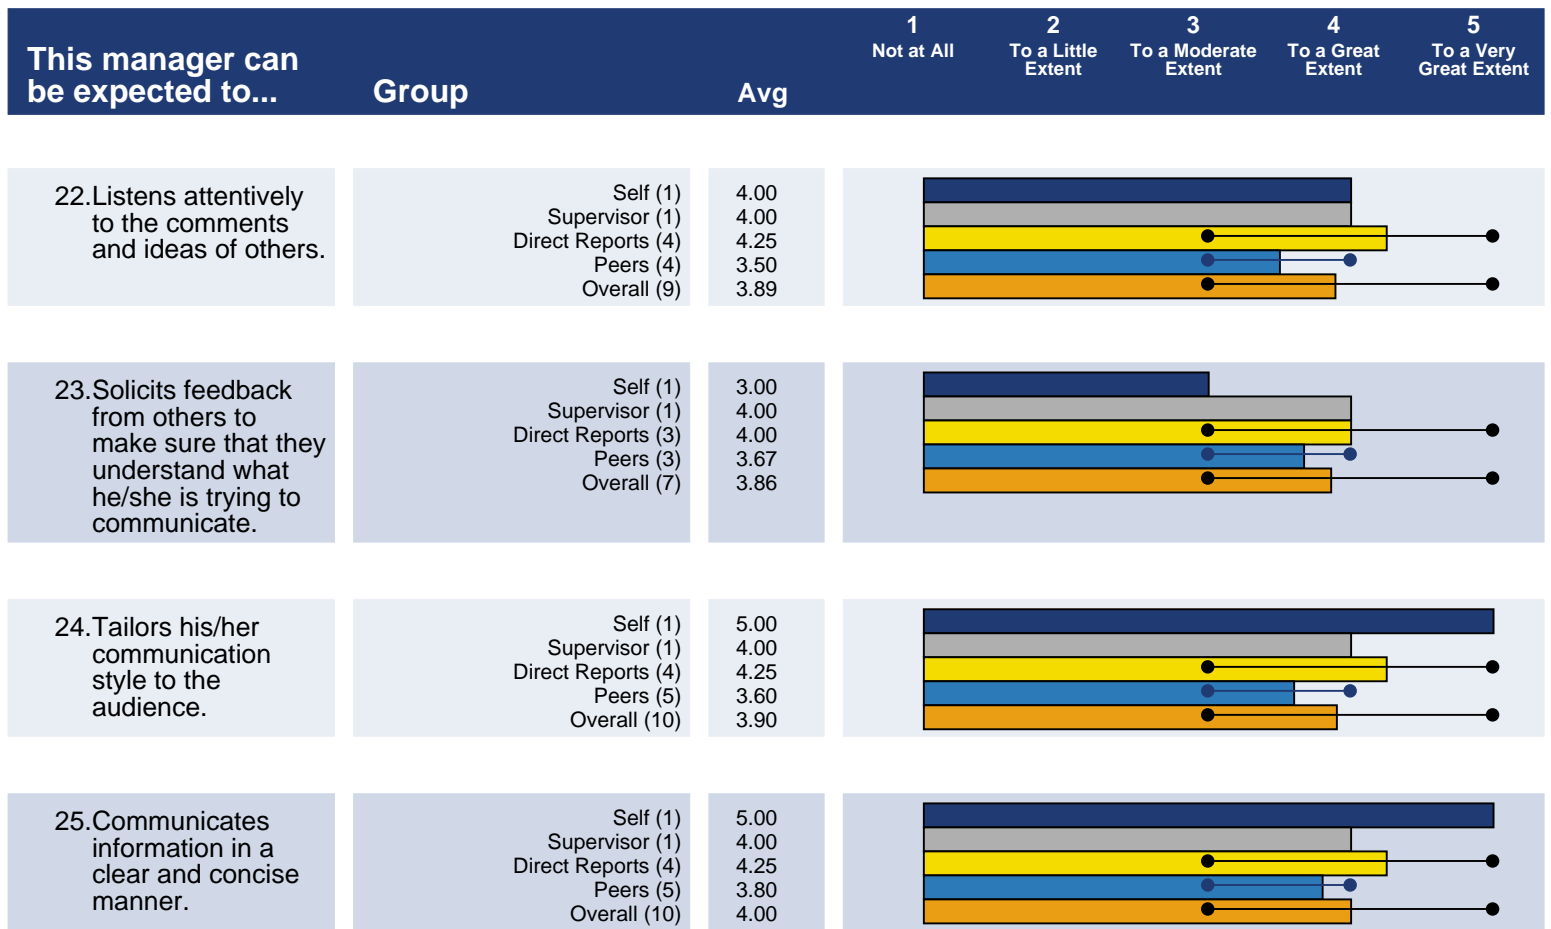 This manager can
be expected to...
Group
Avg
1
Not at All
2
To a Little
Extent
3
To a Moderate
Extent
4
To a Great
Extent
5
To a Very
Great Extent
22.Listens attentively
to the comments
and ideas of others.
Self (1) 4.00
Supervisor (1) 4.00
Direct Reports (4) 4.25
Peers (4) 3.50
Overall (9) 3.89
23.Solicits feedback
from others to
make sure that they
understand what
he/she is trying to
communicate.
Self (1) 3.00
Supervisor (1) 4.00
Direct Reports (3) 4.00
Peers (3) 3.67
Overall (7) 3.86
24.Tailors his/her
communication
style to the
audience.
Self (1) 5.00
Supervisor (1) 4.00
Direct Reports (4) 4.25
Peers (5) 3.60
Overall (10) 3.90
25.Communicates
information in a
clear and concise
manner.
Self (1) 5.00
Supervisor (1) 4.00
Direct Reports (4) 4.25
Peers (5) 3.80
Overall (10) 4.00